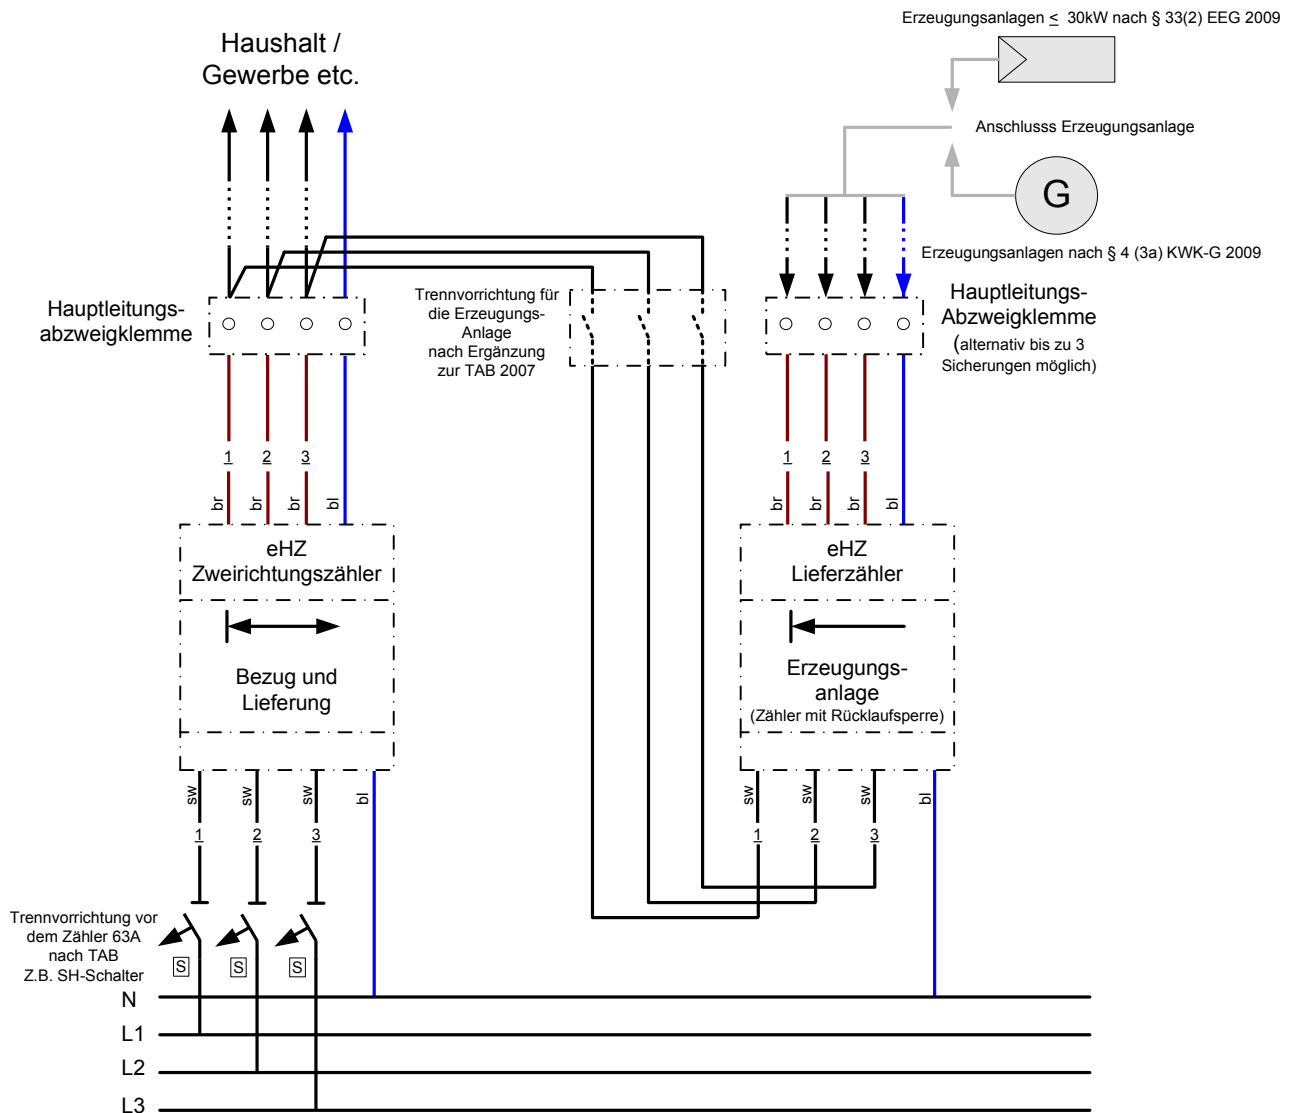 Erzeugungsanlagen ≤ 30kW nach § 33(2) EEG 2009
Haushalt /
Gewerbe etc.
Anschlusss Erzeugungsanlage
G
Erzeugungsanlagen nach § 4 (3a) KWK-G 2009
Hauptleitungs-
abzweigklemme
Trennvorrichtung für
die Erzeugungs-
Anlage
nach Ergänzung
zur TAB 2007
Hauptleitungs-
Abzweigklemme
(alternativ bis zu 3
Sicherungen möglich)
1 2 3
br br br bl
1 2 3
br br br bl
eHZ
Zweirichtungszähler
Bezug und
Lieferung
eHZ
Lieferzähler
Erzeugungs-
anlage
(Zähler mit Rücklaufsperre)
sw sw sw bl
1 2 3
sw sw sw bl
1 2 3
Trennvorrichtung vor
dem Zähler 63A
nach TAB
Z.B. SH-Schalter
S S S
N
L1
L2
L3